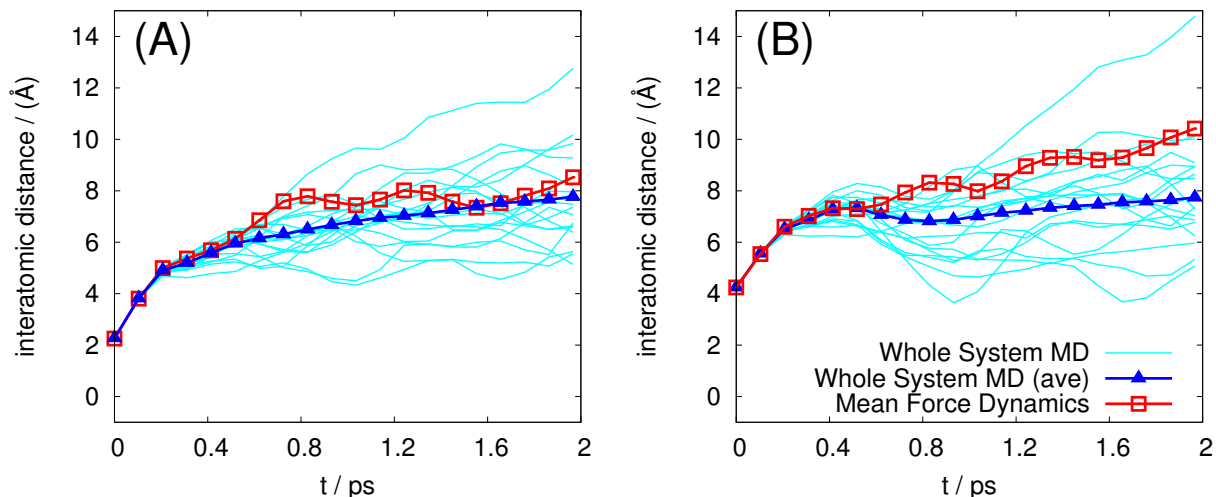 (A)
14
12
10
8
6
4
2
0
interatomic distance / (Å)
0 0.4 0.8 1.2 1.6 2
t / ps
(B)
14
12
10
8
6
4
2
0
interatomic distance / (Å)
Whole System MD
Whole System MD (ave)
Mean Force Dynamics
0 0.4 0.8 1.2 1.6 2
t / ps